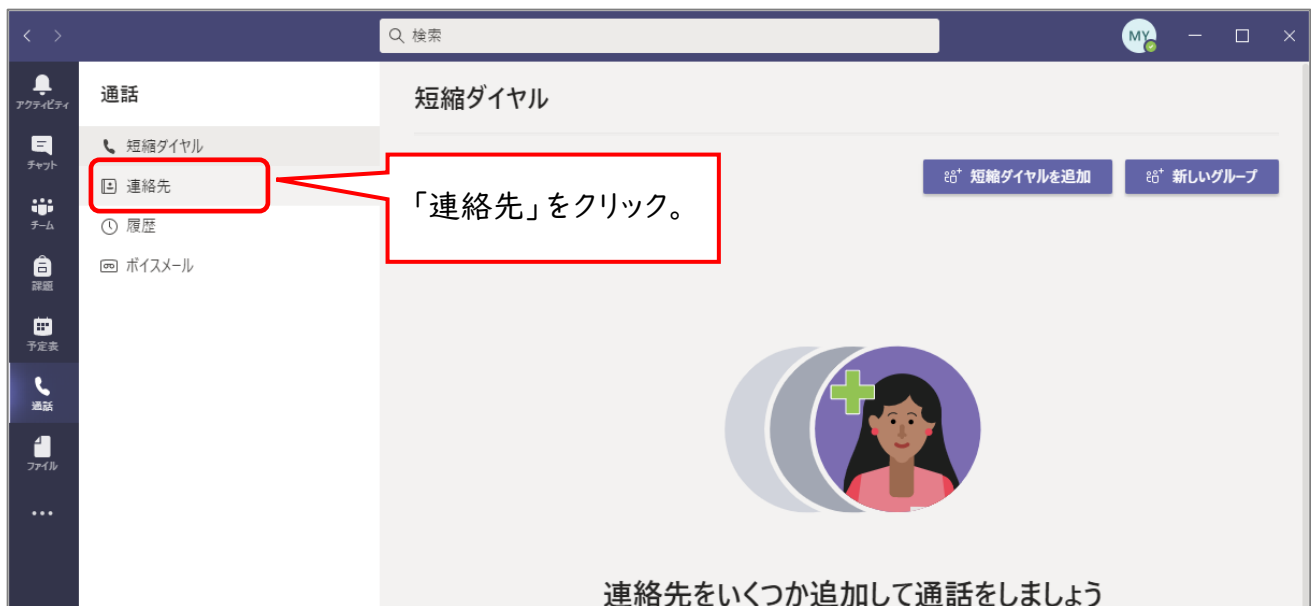 検索
MY
アクティビティ
チャット
チーム
課題
予定表
通話
ファイル
通話
短縮ダイヤル
連絡先
履歴
ボイスメール
短縮ダイヤル
短縮ダイヤルを追加
新しいグループ
「連絡先」をクリック。
連絡先をいくつか追加して通話をしましょう